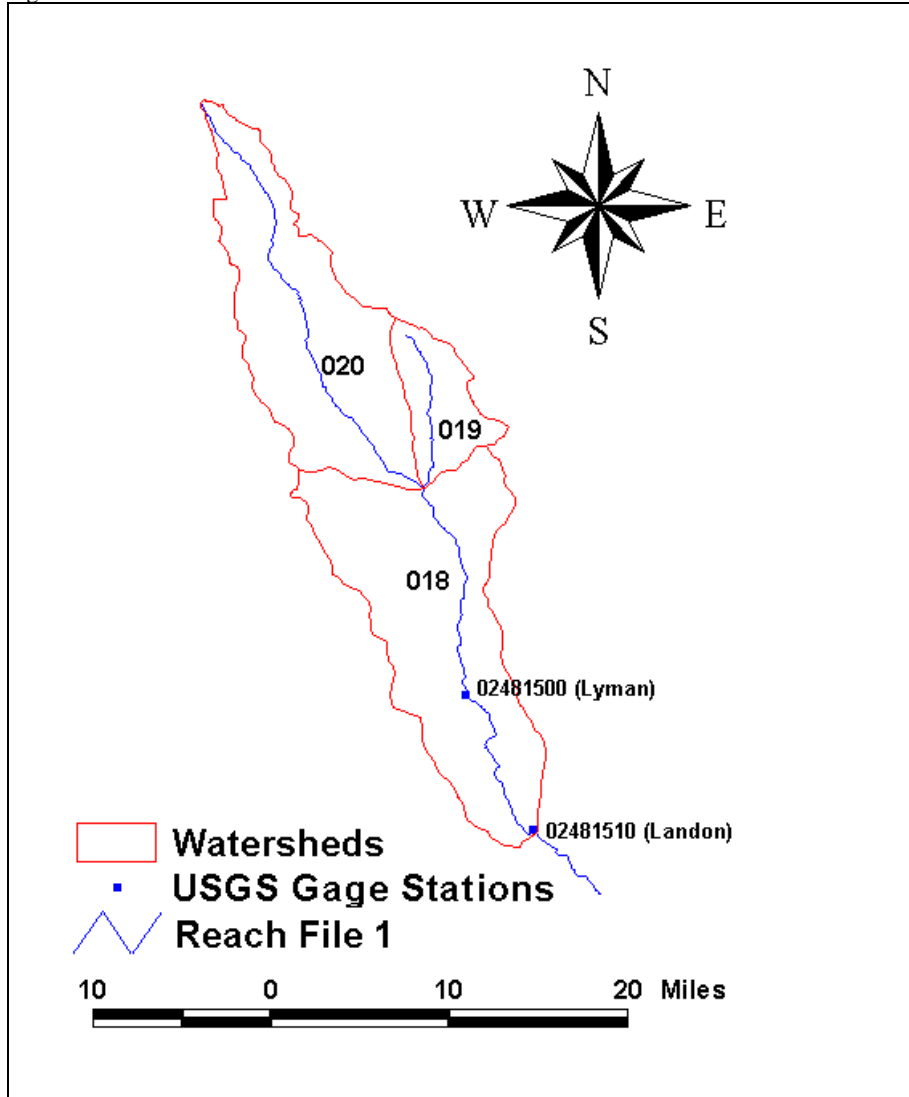 N
W E
S
020
019
018
02481500 (Lyman)
02481510 (Landon)
Watersheds
USGS Gage Stations
Reach File 1
10 0 10 20 Miles